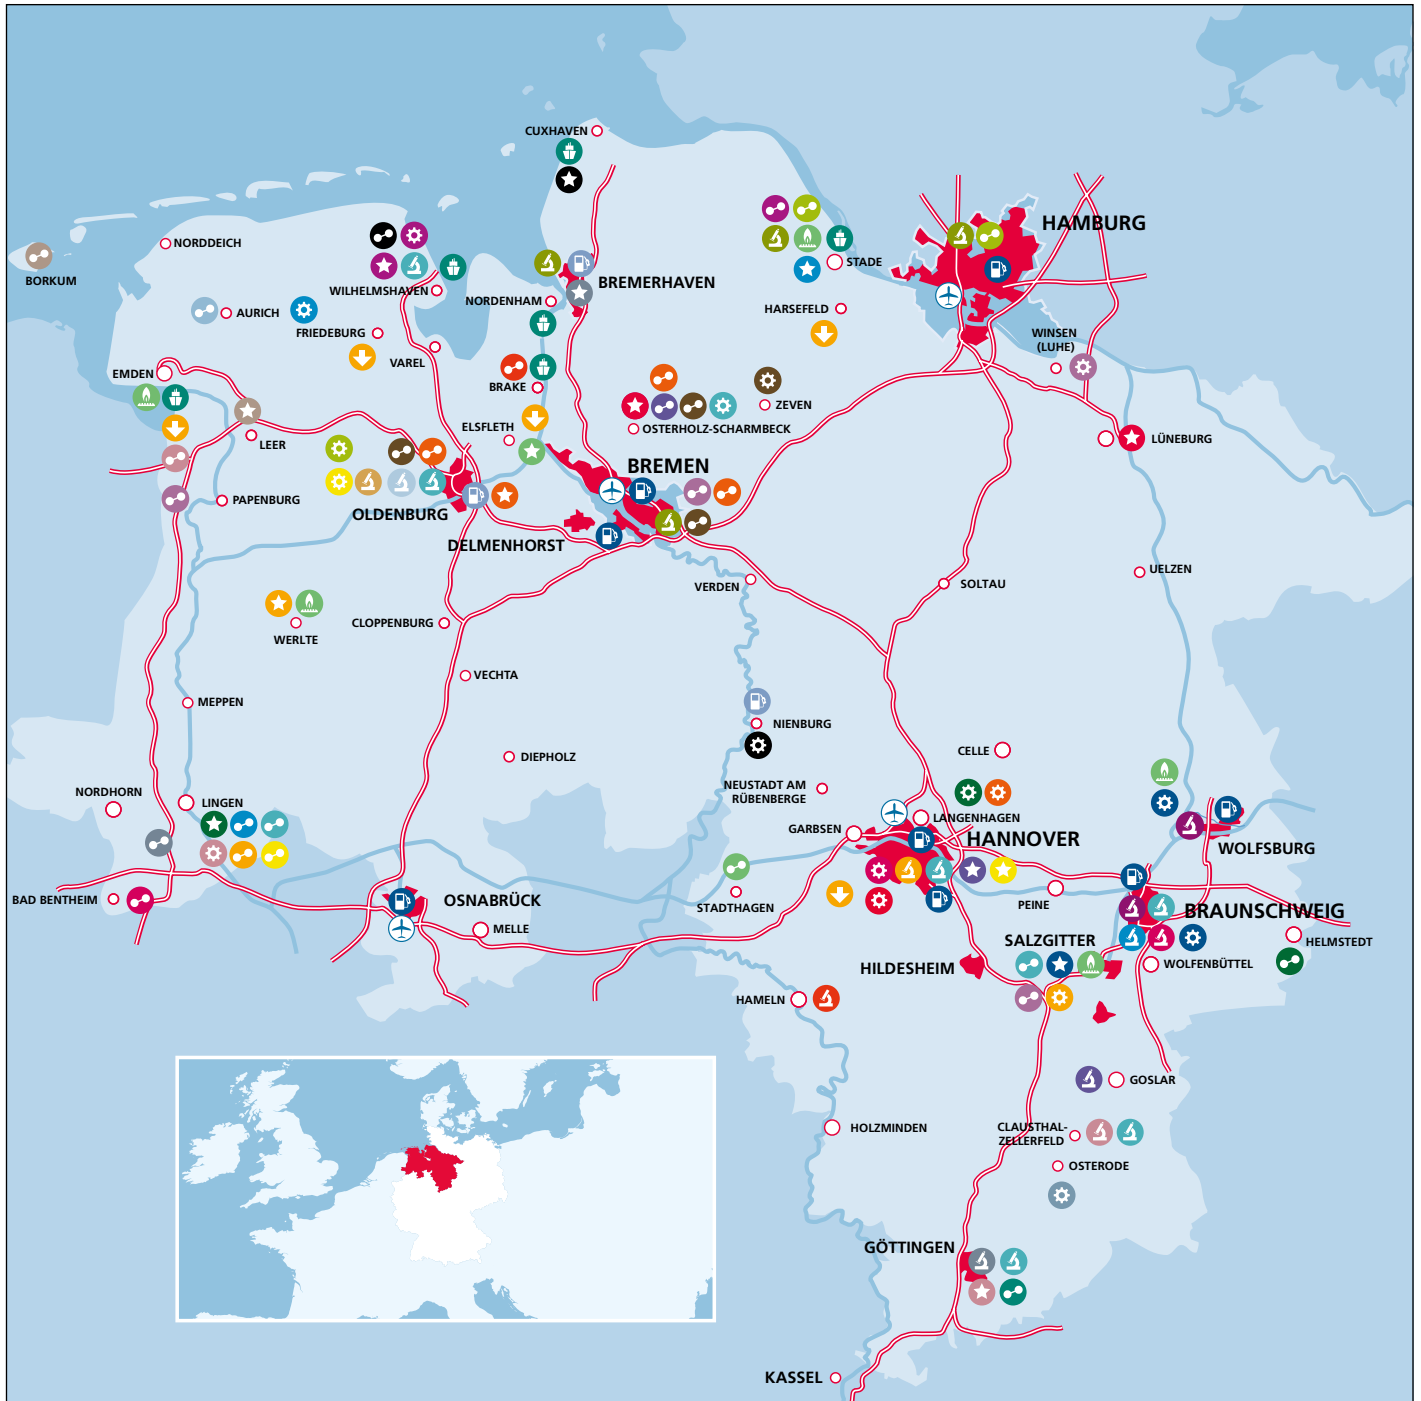 CUXHAVEN
HAMBURG
NORDDEICH
STADE
BORKUM
BREMERHAVEN
WILHELMSHAVEN
NORDENHAM
AURICH
HARSEFELD
FRIEDEBURG
WINSEN
(LUHE)
VAREL
EMDEN
BRAKE
ZEVEN
ELSFLETH
OSTERHOLZ-SCHARMBECK
LÜNEBURG
LEER
BREMEN
PAPENBURG
OLDENBURG
DELMENHORST
UELZEN
VERDEN
SOLTAU
CLOPPENBURG
WERLTE
VECHTA
MEPPEN
NIENBURG
CELLE
DIEPHOLZ
NEUSTADT AM
RÜBENBERGE
NORDHORN
LINGEN
LANGENHAGEN
GARBSEN
HANNOVER
WOLFSBURG
BAD BENTHEIM
OSNABRÜCK
STADTHAGEN
PEINE
BRAUNSCHWEIG
MELLE
SALZGITTER
HELMSTEDT
HILDESHEIM
WOLFENBÜTTEL
HAMELN
GOSLAR
HOLZMINDEN
CLAUSTHAL-
ZELLERFELD
OSTERODE
GÖTTINGEN
KASSEL